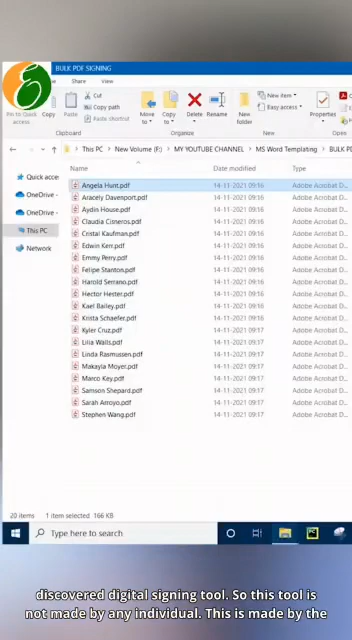 BULK PDF SIGNING
Share View
Pin to Quick access
Copy
Paste
Cut
Copy path
Move to
Copy to
Delete
Rename
New folder
New item
Easy access
Properties
Clipboard
Organize
New
This PC > New Volume (F:) > MY YOUTUBE CHANNEL > MS Word Templating > BULK P
Name Date modified Type
Quick acces
OneDrive
OneDrive
This PC
Network
Angela Hunt.pdf 14-11-2021 09:16 Adobe Acrobat D...
Aracely Davenport.pdf 14-11-2021 09:16 Adobe Acrobat D...
Aydin House.pdf 14-11-2021 09:16 Adobe Acrobat D...
Claudia Cisneros.pdf 14-11-2021 09:16 Adobe Acrobat D...
Cristal Kaufman.pdf 14-11-2021 09:16 Adobe Acrobat D...
Edwin Kerr.pdf 14-11-2021 09:16 Adobe Acrobat D...
Emmy Perry.pdf 14-11-2021 09:16 Adobe Acrobat D...
Felipe Stanton.pdf 14-11-2021 09:16 Adobe Acrobat D...
Harold Serrano.pdf 14-11-2021 09:16 Adobe Acrobat D...
Hector Hester.pdf 14-11-2021 09:16 Adobe Acrobat D...
Kael Bailey.pdf 14-11-2021 09:16 Adobe Acrobat D...
Krista Schaefer.pdf 14-11-2021 09:16 Adobe Acrobat D...
Kyler Cruz.pdf 14-11-2021 09:17 Adobe Acrobat D...
Lilia Walls.pdf 14-11-2021 09:17 Adobe Acrobat D...
Linda Rasmussen.pdf 14-11-2021 09:17 Adobe Acrobat D...
Makayla Moyer.pdf 14-11-2021 09:17 Adobe Acrobat D...
Marco Key.pdf 14-11-2021 09:17 Adobe Acrobat D...
Samson Shepard.pdf 14-11-2021 09:17 Adobe Acrobat D...
Sarah Arroyo.pdf 14-11-2021 09:17 Adobe Acrobat D...
Stephen Wang.pdf 14-11-2021 09:17 Adobe Acrobat D...
20 items 1 item selected 166 KB
Type here to search
discovered digital signing tool. So this tool is
not made by any individual. This is made by the